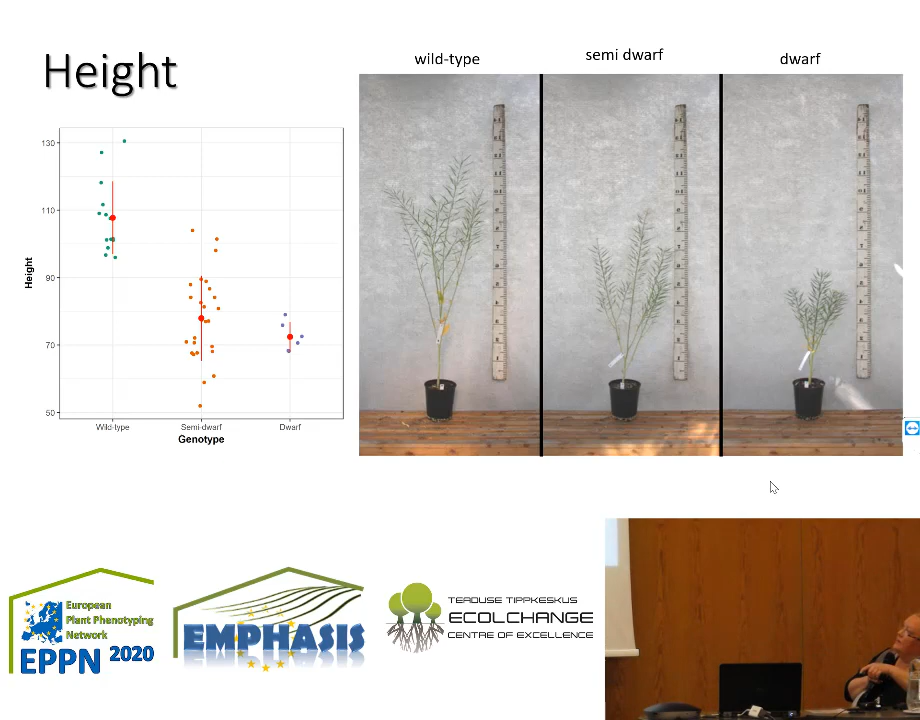 Height
wild-type
semi dwarf
dwarf
130
110
90
70
50
Height
Wild-type
Semi-dwarf
Dwarf
Genotype
European
Plant Phenotyping
Network
EPPN 2020
EMPHASIS
TEADUSE TIPPKESKUS
ECOLCHANGE
CENTRE OF EXCELLENCE